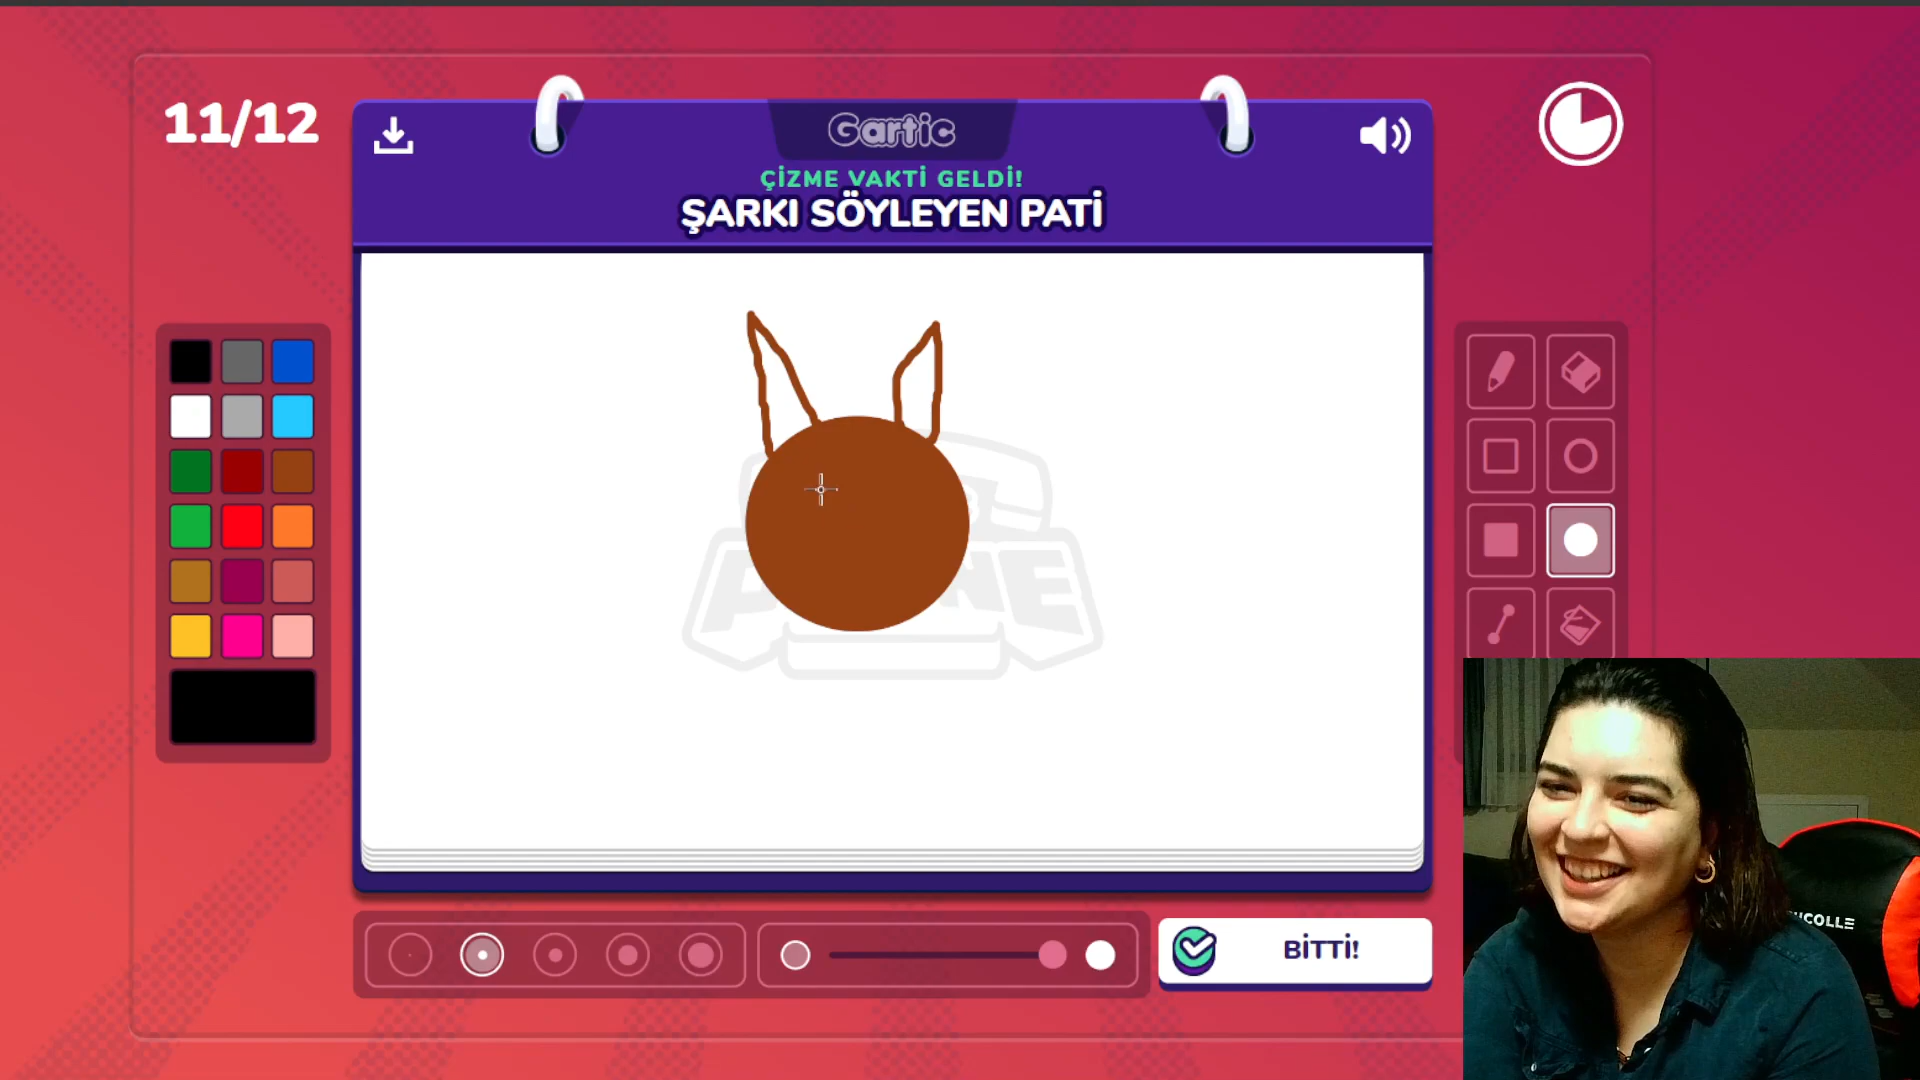 11/12
Gartic
ÇİZME VAKTİ GELDİ!
ŞARKI SÖYLEYEN PATİ
BİTTİ!